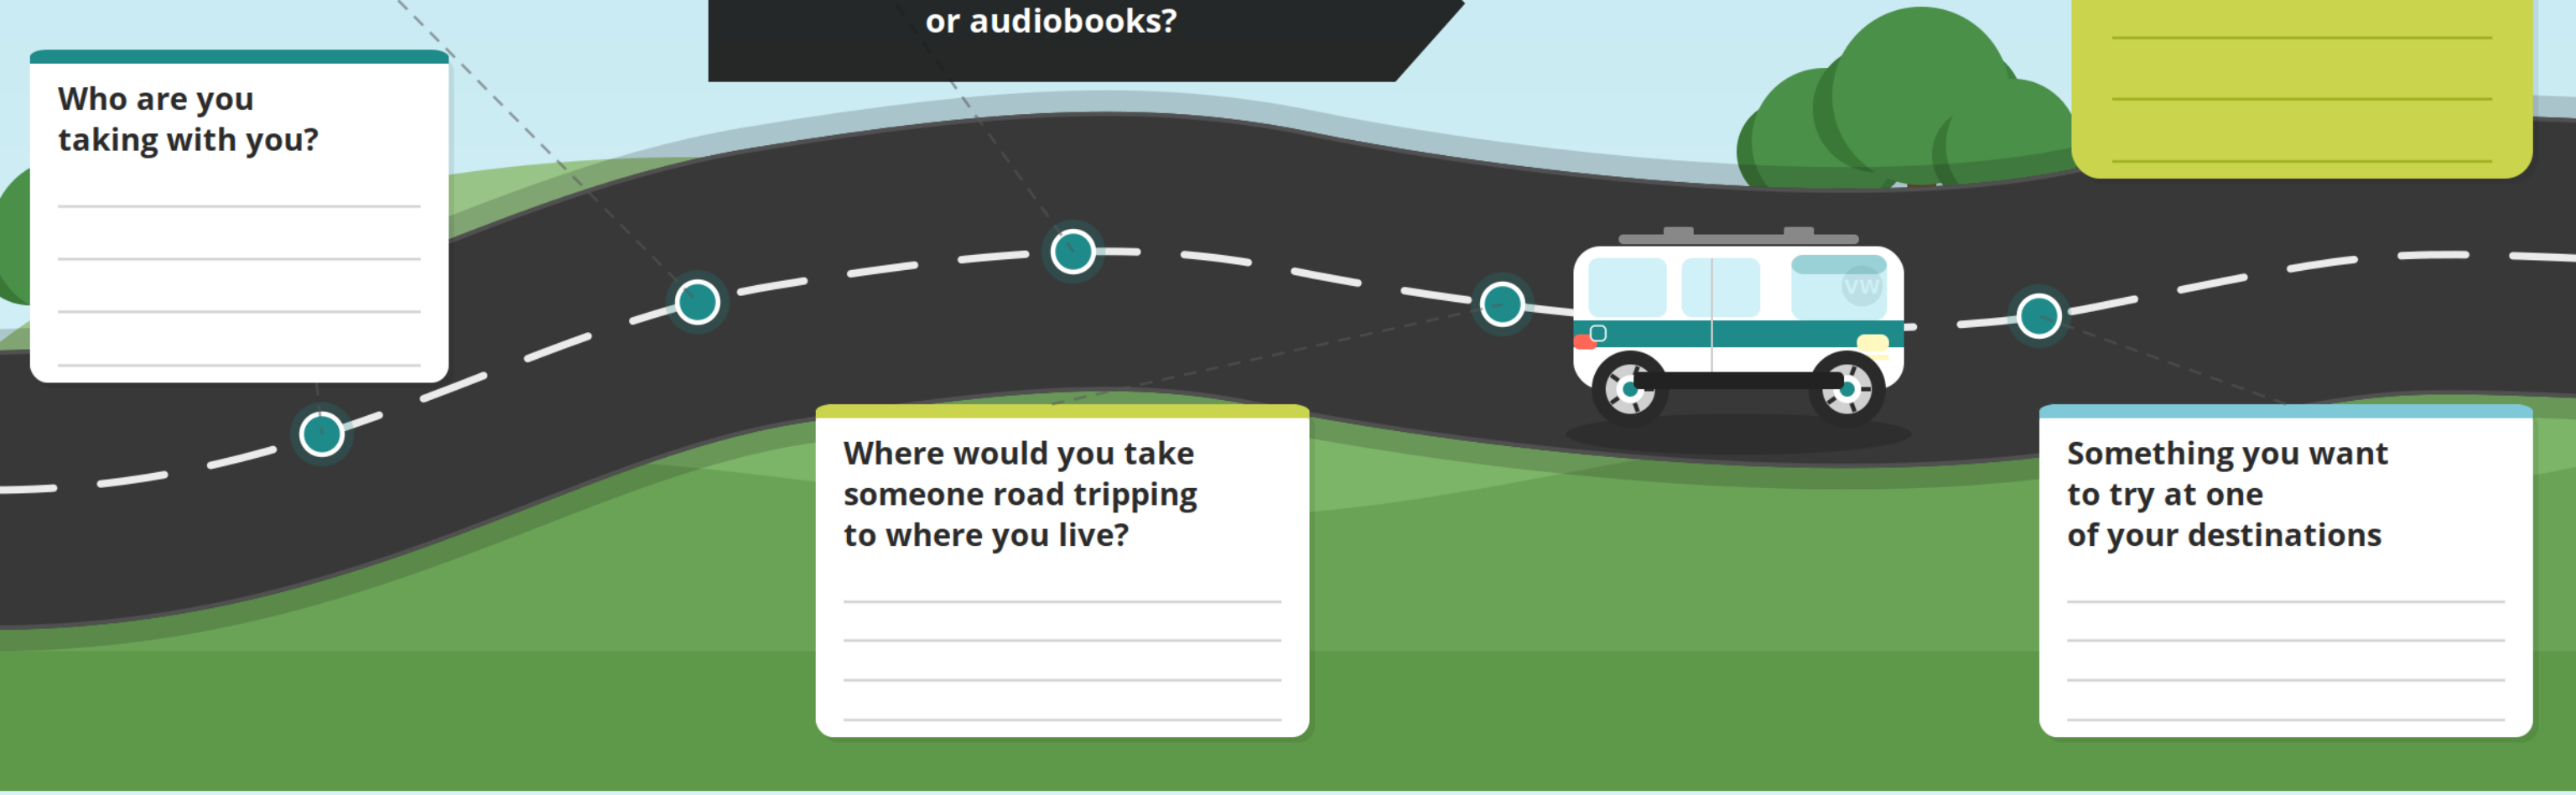 or audiobooks?
Who are you
taking with you?
VW
Where would you take
someone road tripping
to where you live?
Something you want
to try at one
of your destinations